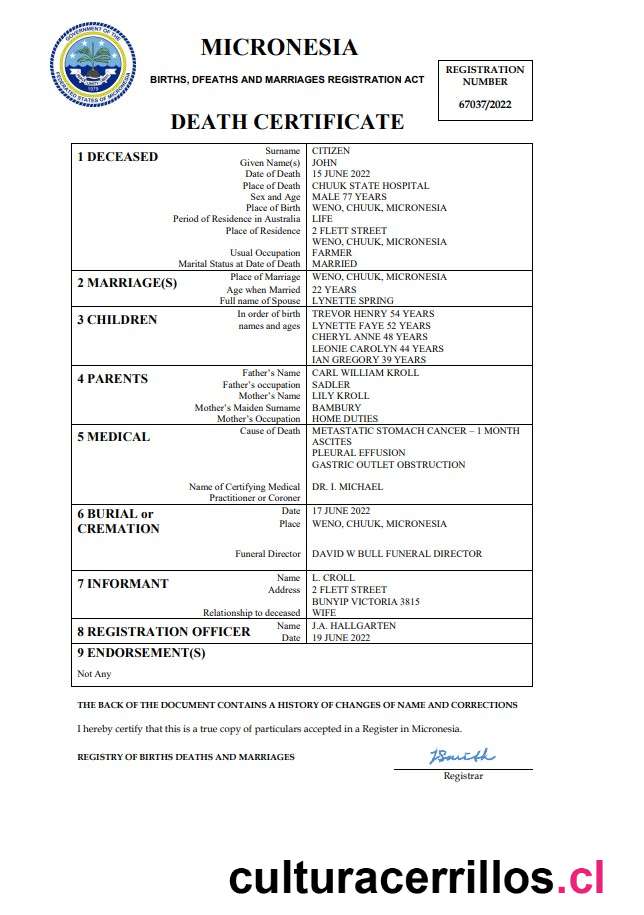 GOVERNMENT OF THE
FEDERATED STATES OF MICRONESIA
1979
MICRONESIA
BIRTHS, DFEATHS AND MARRIAGES REGISTRATION ACT
REGISTRATION
NUMBER
67037/2022
DEATH CERTIFICATE
1 DECEASED
Surname CITIZEN
Given Name(s) JOHN
Date of Death 15 JUNE 2022
Place of Death CHUUK STATE HOSPITAL
Sex and Age MALE 77 YEARS
Place of Birth WENO, CHUUK, MICRONESIA
Period of Residence in Australia LIFE
Place of Residence 2 FLETT STREET
WENO, CHUUK, MICRONESIA
Usual Occupation FARMER
Marital Status at Date of Death MARRIED
2 MARRIAGE(S)
Place of Marriage WENO, CHUUK, MICRONESIA
Age when Married 22 YEARS
Full name of Spouse LYNETTE SPRING
3 CHILDREN
In order of birth TREVOR HENRY 54 YEARS
names and ages LYNETTE FAYE 52 YEARS
CHERYL ANNE 48 YEARS
LEONIE CAROLYN 44 YEARS
IAN GREGORY 39 YEARS
4 PARENTS
Father's Name CARL WILLIAM KROLL
Father's occupation SADLER
Mother's Name LILY KROLL
Mother's Maiden Surname BAMBURY
Mother's Occupation HOME DUTIES
5 MEDICAL
Cause of Death METASTATIC STOMACH CANCER – 1 MONTH
ASCITES
PLEURAL EFFUSION
GASTRIC OUTLET OBSTRUCTION
Name of Certifying Medical DR. I. MICHAEL
Practitioner or Coroner
6 BURIAL or
CREMATION
Date 17 JUNE 2022
Place WENO, CHUUK, MICRONESIA
Funeral Director DAVID W BULL FUNERAL DIRECTOR
7 INFORMANT
Name L. CROLL
Address 2 FLETT STREET
BUNYIP VICTORIA 3815
Relationship to deceased WIFE
8 REGISTRATION OFFICER
Name J.A. HALLGARTEN
Date 19 JUNE 2022
9 ENDORSEMENT(S)
Not Any
THE BACK OF THE DOCUMENT CONTAINS A HISTORY OF CHANGES OF NAME AND CORRECTIONS
I hereby certify that this is a true copy of particulars accepted in a Register in Micronesia.
REGISTRY OF BIRTHS DEATHS AND MARRIAGES
JSmith
Registrar
culturacerrillos.cl